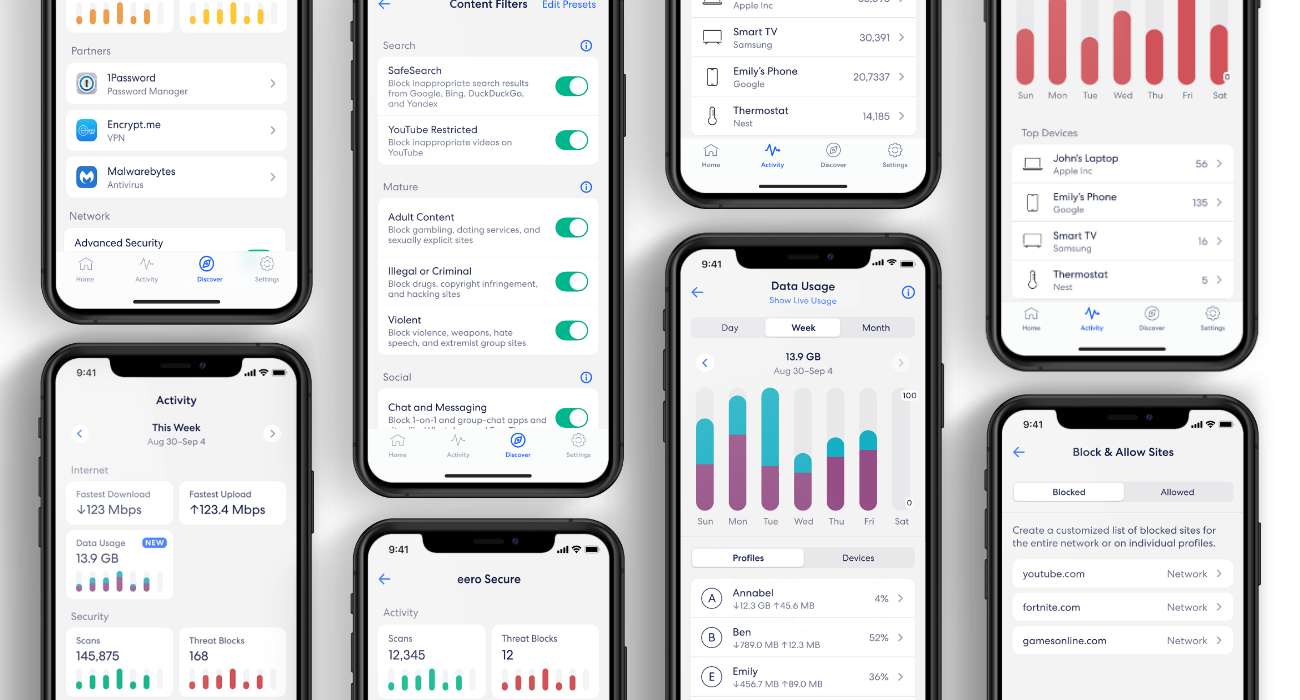 Partners
1Password
Password Manager
Encrypt.me
VPN
Malwarebytes
Antivirus
Network
Advanced Security
Home
Activity
Discover
Settings
9:41
Activity
This Week
Aug 30–Sep 4
Internet
Fastest Download
↓123 Mbps
Fastest Upload
↑123.4 Mbps
Data Usage
NEW
13.9 GB
Security
Scans
145,875
Threat Blocks
168
Content Filters
Edit Presets
Search
SafeSearch
Block inappropriate search results
from Google, Bing, DuckDuckGo,
and Yandex
YouTube Restricted
Block inappropriate videos on
YouTube
Mature
Adult Content
Block gambling, dating services, and
sexually explicit sites
Illegal or Criminal
Block drugs, copyright infringement,
and hacking sites
Violent
Block violence, weapons, hate
speech, and extremist group sites
Social
Chat and Messaging
Block 1-on-1 and group-chat apps and
Home
Activity
Discover
Settings
9:41
eero Secure
Activity
Scans
12,345
Threat Blocks
12
Apple Inc
Smart TV
Samsung
30,391
Emily's Phone
Google
20,7337
Thermostat
Nest
14,185
Home
Activity
Discover
Settings
9:41
Data Usage
Show Live Usage
Day
Week
Month
13.9 GB
Aug 30–Sep 4
100
0
Sun
Mon
Tue
Wed
Thu
Fri
Sat
Profiles
Devices
A
Annabel
↓12.3 GB ↑45.6 MB
4%
B
Ben
↓789.0 MB ↑12.3 MB
52%
E
Emily
↓456.7 MB ↑89.0 MB
36%
0
Sun
Mon
Tue
Wed
Thu
Fri
Sat
Top Devices
John's Laptop
Apple Inc
56
Emily's Phone
Google
135
Smart TV
Samsung
16
Thermostat
Nest
5
Home
Activity
Discover
Settings
9:41
Block & Allow Sites
Blocked
Allowed
Create a customized list of blocked sites for
the entire network or on individual profiles.
youtube.com
Network
fortnite.com
Network
gamesonline.com
Network